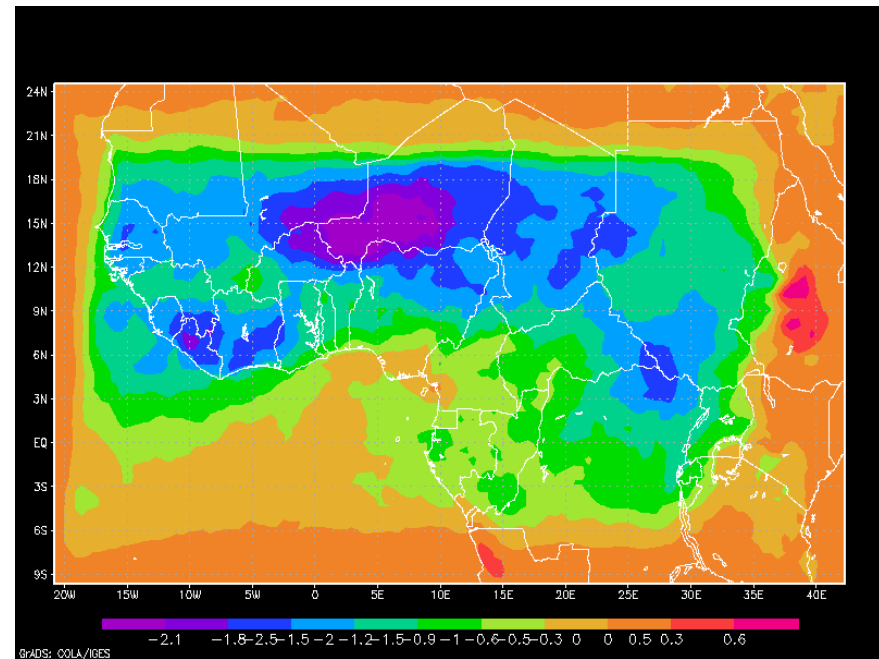 24N
21N
18N
15N
12N
9N
6N
3N
EQ
3S
6S
9S
20W 15W 10W 5W 0 5E 10E 15E 20E 25E 30E 35E 40E
-2.1 -1.8-2.5-1.5 -2 -1.2-1.5-0.9 -1 -0.6-0.5-0.3 0 0 0.5 0.3 0.6
GrADS: COLA/IGES